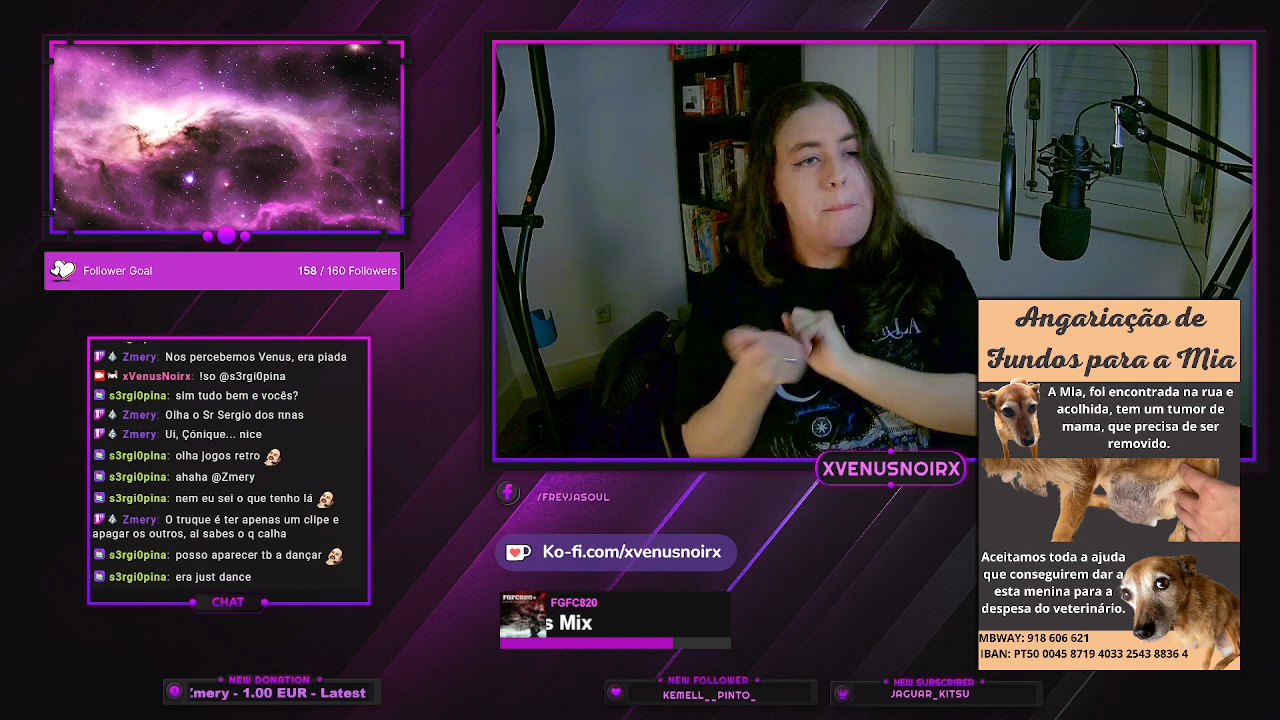 Follower Goal
158 / 160 Followers
Zmery: Nos percebemos Venus, era piada
xVenusNoirx: !so @s3rgi0pina
s3rgi0pina: sim tudo bem e vocês?
Zmery: Olha o Sr Sergio dos mnas
Zmery: Ui, Çónique... nice
s3rgi0pina: olha jogos retro
s3rgi0pina: ahaha @Zmery
s3rgi0pina: nem eu sei o que tenho lá
Zmery: O truque é ter apenas um clipe e
apagar os outros, ai sabes o q calha
s3rgi0pina: posso aparecer tb a dançar
s3rgi0pina: era just dance
CHAT
XVENUSNOIRX
/FREYJASOUL
Ko-fi.com/xvenusnoirx
FGFC820
FGFC820
s Mix
Angariação de
Fundos para a Mia
A Mia, foi encontrada na rua e
acolhida, tem um tumor de
mama, que precisa de ser
removido.
Aceitamos toda a ajuda
que conseguirem dar a
esta menina para a
despesa do veterinário.
MBWAY: 918 606 621
IBAN: PT50 0045 8719 4033 2543 8836 4
NEW DONATION
Zmery - 1.00 EUR - Latest
NEW FOLLOWER
KEMELL__PINTO_
NEW SUBSCRIBER
JAGUAR_KITSU